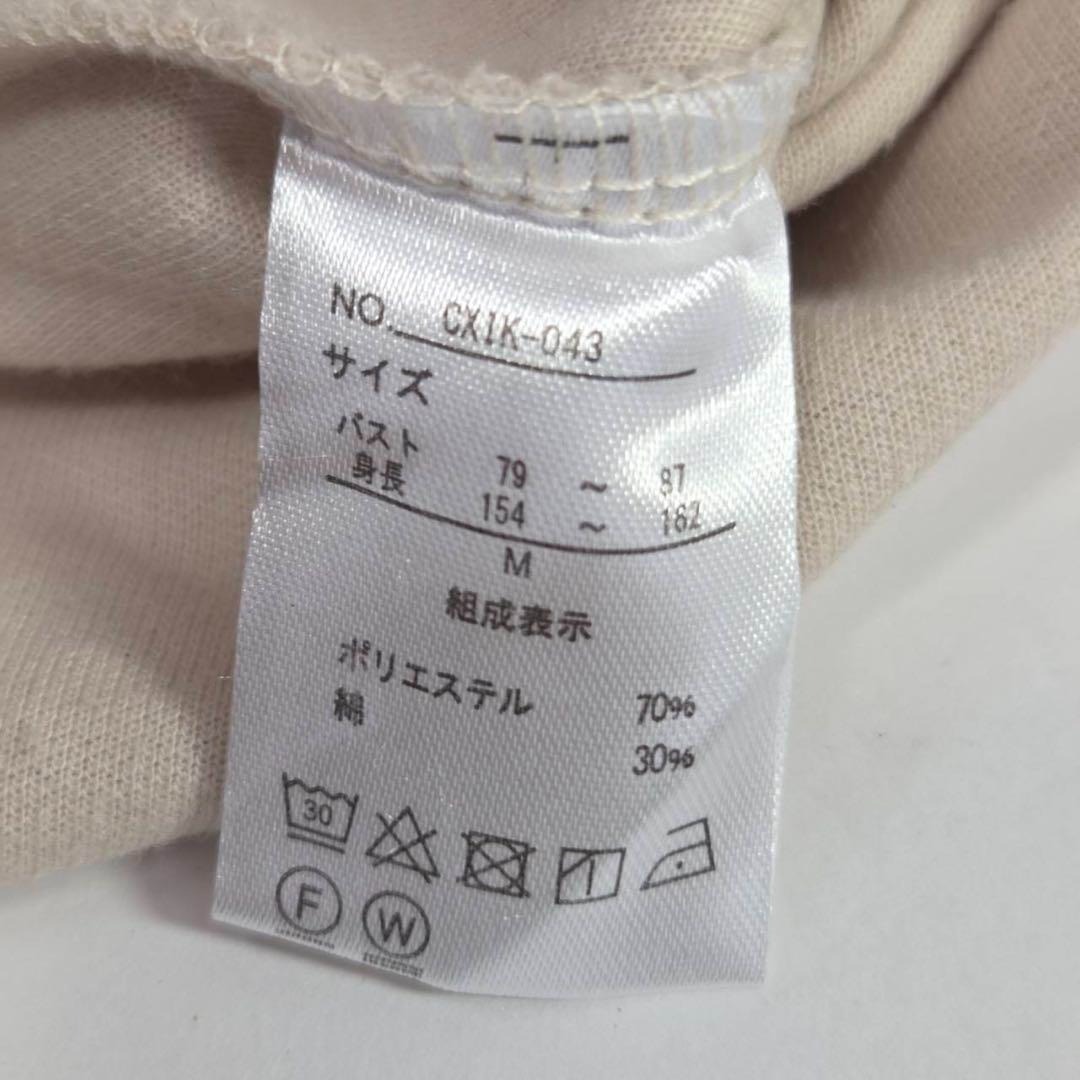 NO. CXIK-043
サイズ
バスト 79 ～ 87
身長 154 ～ 162
M
組成表示
ポリエステル 70%
綿 30%
30
F W